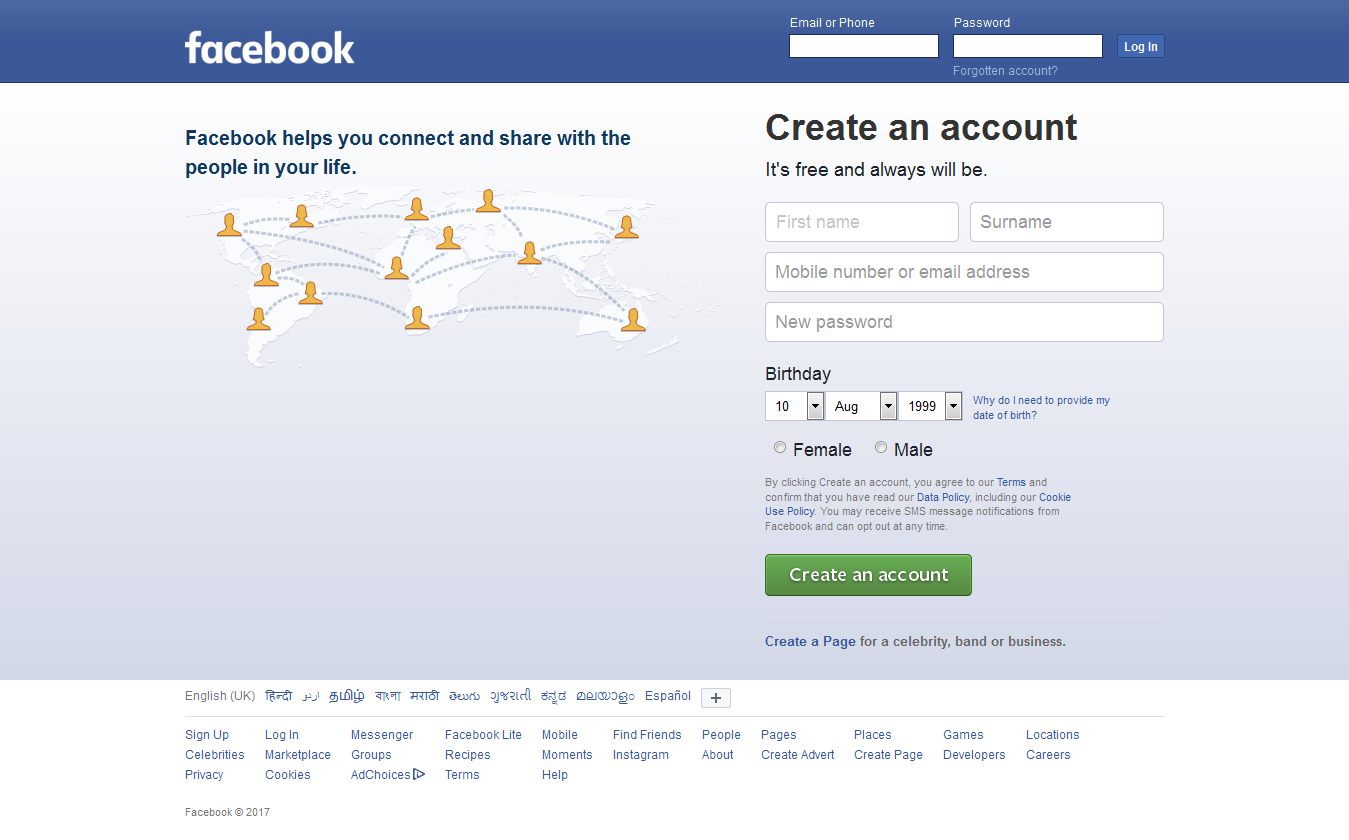 facebook
Email or Phone
Password
Log In
Forgotten account?
Facebook helps you connect and share with the
people in your life.
Create an account
It's free and always will be.
First name
Surname
Mobile number or email address
New password
Birthday
10
Aug
1999
Why do I need to provide my
date of birth?
Female
Male
By clicking Create an account, you agree to our Terms and
confirm that you have read our Data Policy, including our Cookie
Use Policy. You may receive SMS message notifications from
Facebook and can opt out at any time.
Create an account
Create a Page for a celebrity, band or business.
English (UK) हिन्दी اردو தமிழ் বাংলা मराठी తెలుగు ગુજરાતી ಕನ್ನಡ മലയാളം Español +
Sign Up Log In Messenger Facebook Lite Mobile Find Friends People Pages Places Games Locations
Celebrities Marketplace Groups Recipes Moments Instagram About Create Advert Create Page Developers Careers
Privacy Cookies AdChoices Terms Help
Facebook © 2017